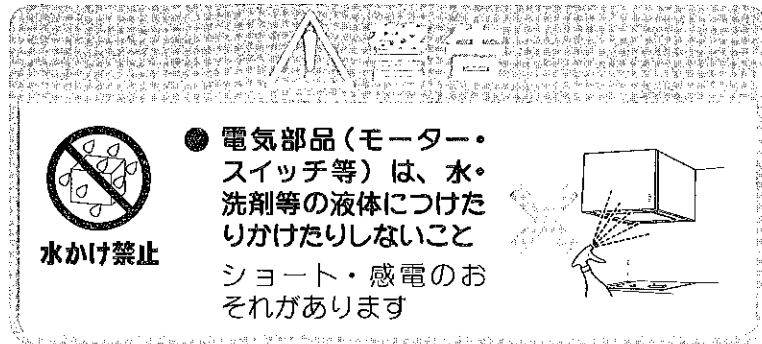 警告
● 電気部品(モーター・
スイッチ等)は、水・
洗剤等の液体につけた
りかけたりしないこと
ショート・感電のお
それがあります
水かけ禁止